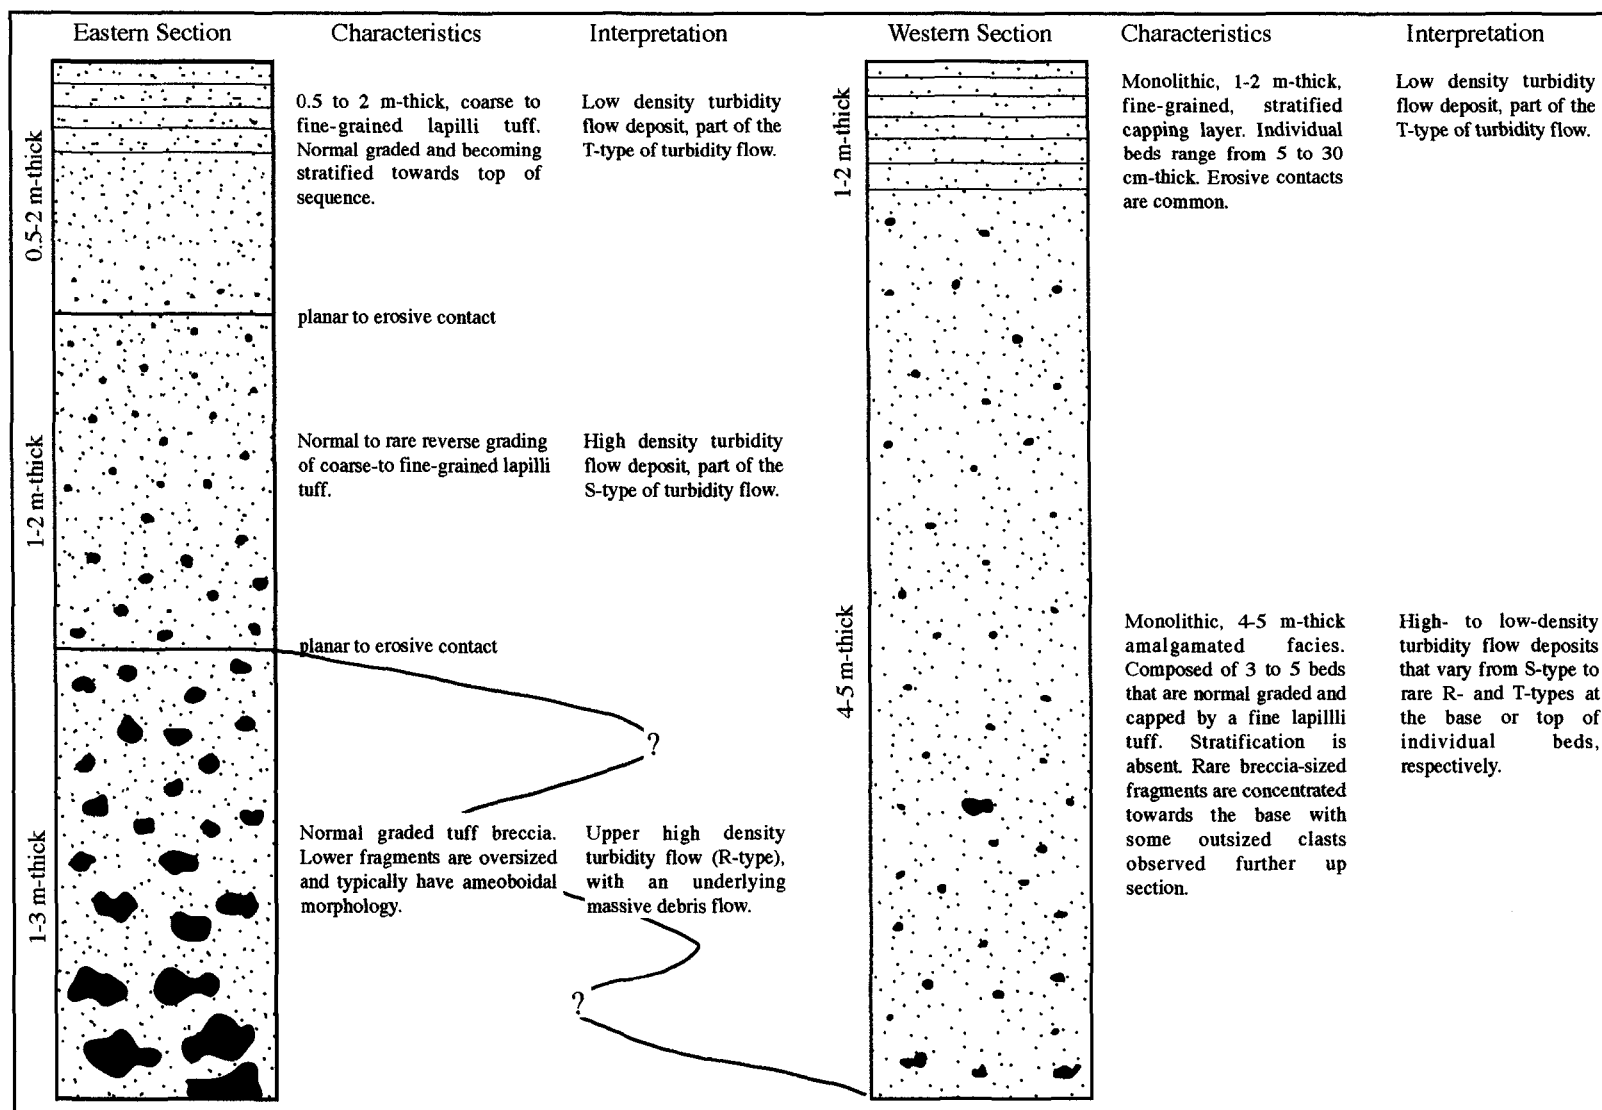 Eastern Section
Characteristics
Interpretation
0.5-2 m-thick
0.5 to 2 m-thick, coarse to
fine-grained lapilli tuff.
Normal graded and becoming
stratified towards top of
sequence.
Low density turbidity
flow deposit, part of the
T-type of turbidity flow.
planar to erosive contact
1-2 m-thick
Normal to rare reverse grading
of coarse-to fine-grained lapilli
tuff.
High density turbidity
flow deposit, part of the
S-type of turbidity flow.
planar to erosive contact
?
1-3 m-thick
Normal graded tuff breccia.
Lower fragments are oversized
and typically have ameoboidal
morphology.
Upper high density
turbidity flow (R-type),
with an underlying
massive debris flow.
?
Western Section
Characteristics
Interpretation
1-2 m-thick
Monolithic, 1-2 m-thick,
fine-grained, stratified
capping layer. Individual
beds range from 5 to 30
cm-thick. Erosive contacts
are common.
Low density turbidity
flow deposit, part of the
T-type of turbidity flow.
4-5 m-thick
Monolithic, 4-5 m-thick
amalgamated facies.
Composed of 3 to 5 beds
that are normal graded and
capped by a fine lapillli
tuff. Stratification is
absent. Rare breccia-sized
fragments are concentrated
towards the base with
some outsized clasts
observed further up
section.
High- to low-density
turbidity flow deposits
that vary from S-type to
rare R- and T-types at
the base or top of
individual beds,
respectively.